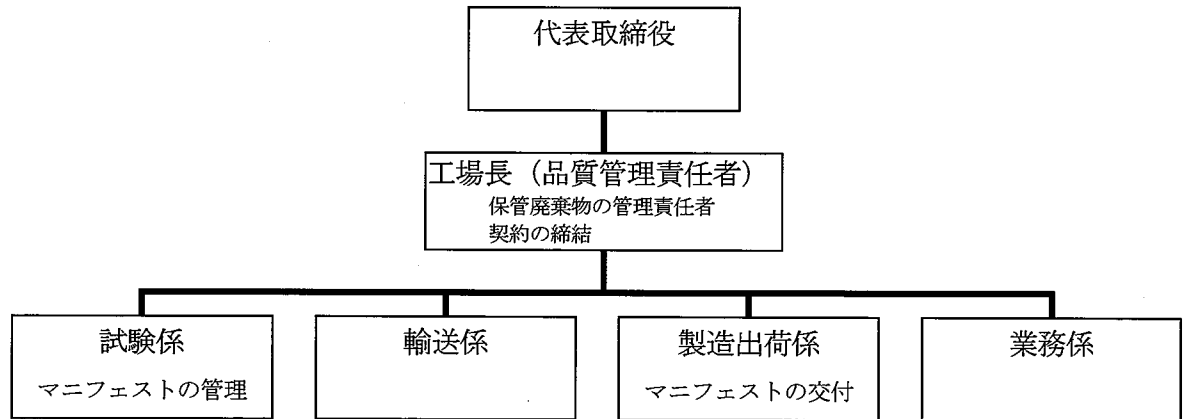 代表取締役
工場長（品質管理責任者）
保管廃棄物の管理責任者
契約の締結
試験係
マニフェストの管理
輸送係
製造出荷係
マニフェストの交付
業務係